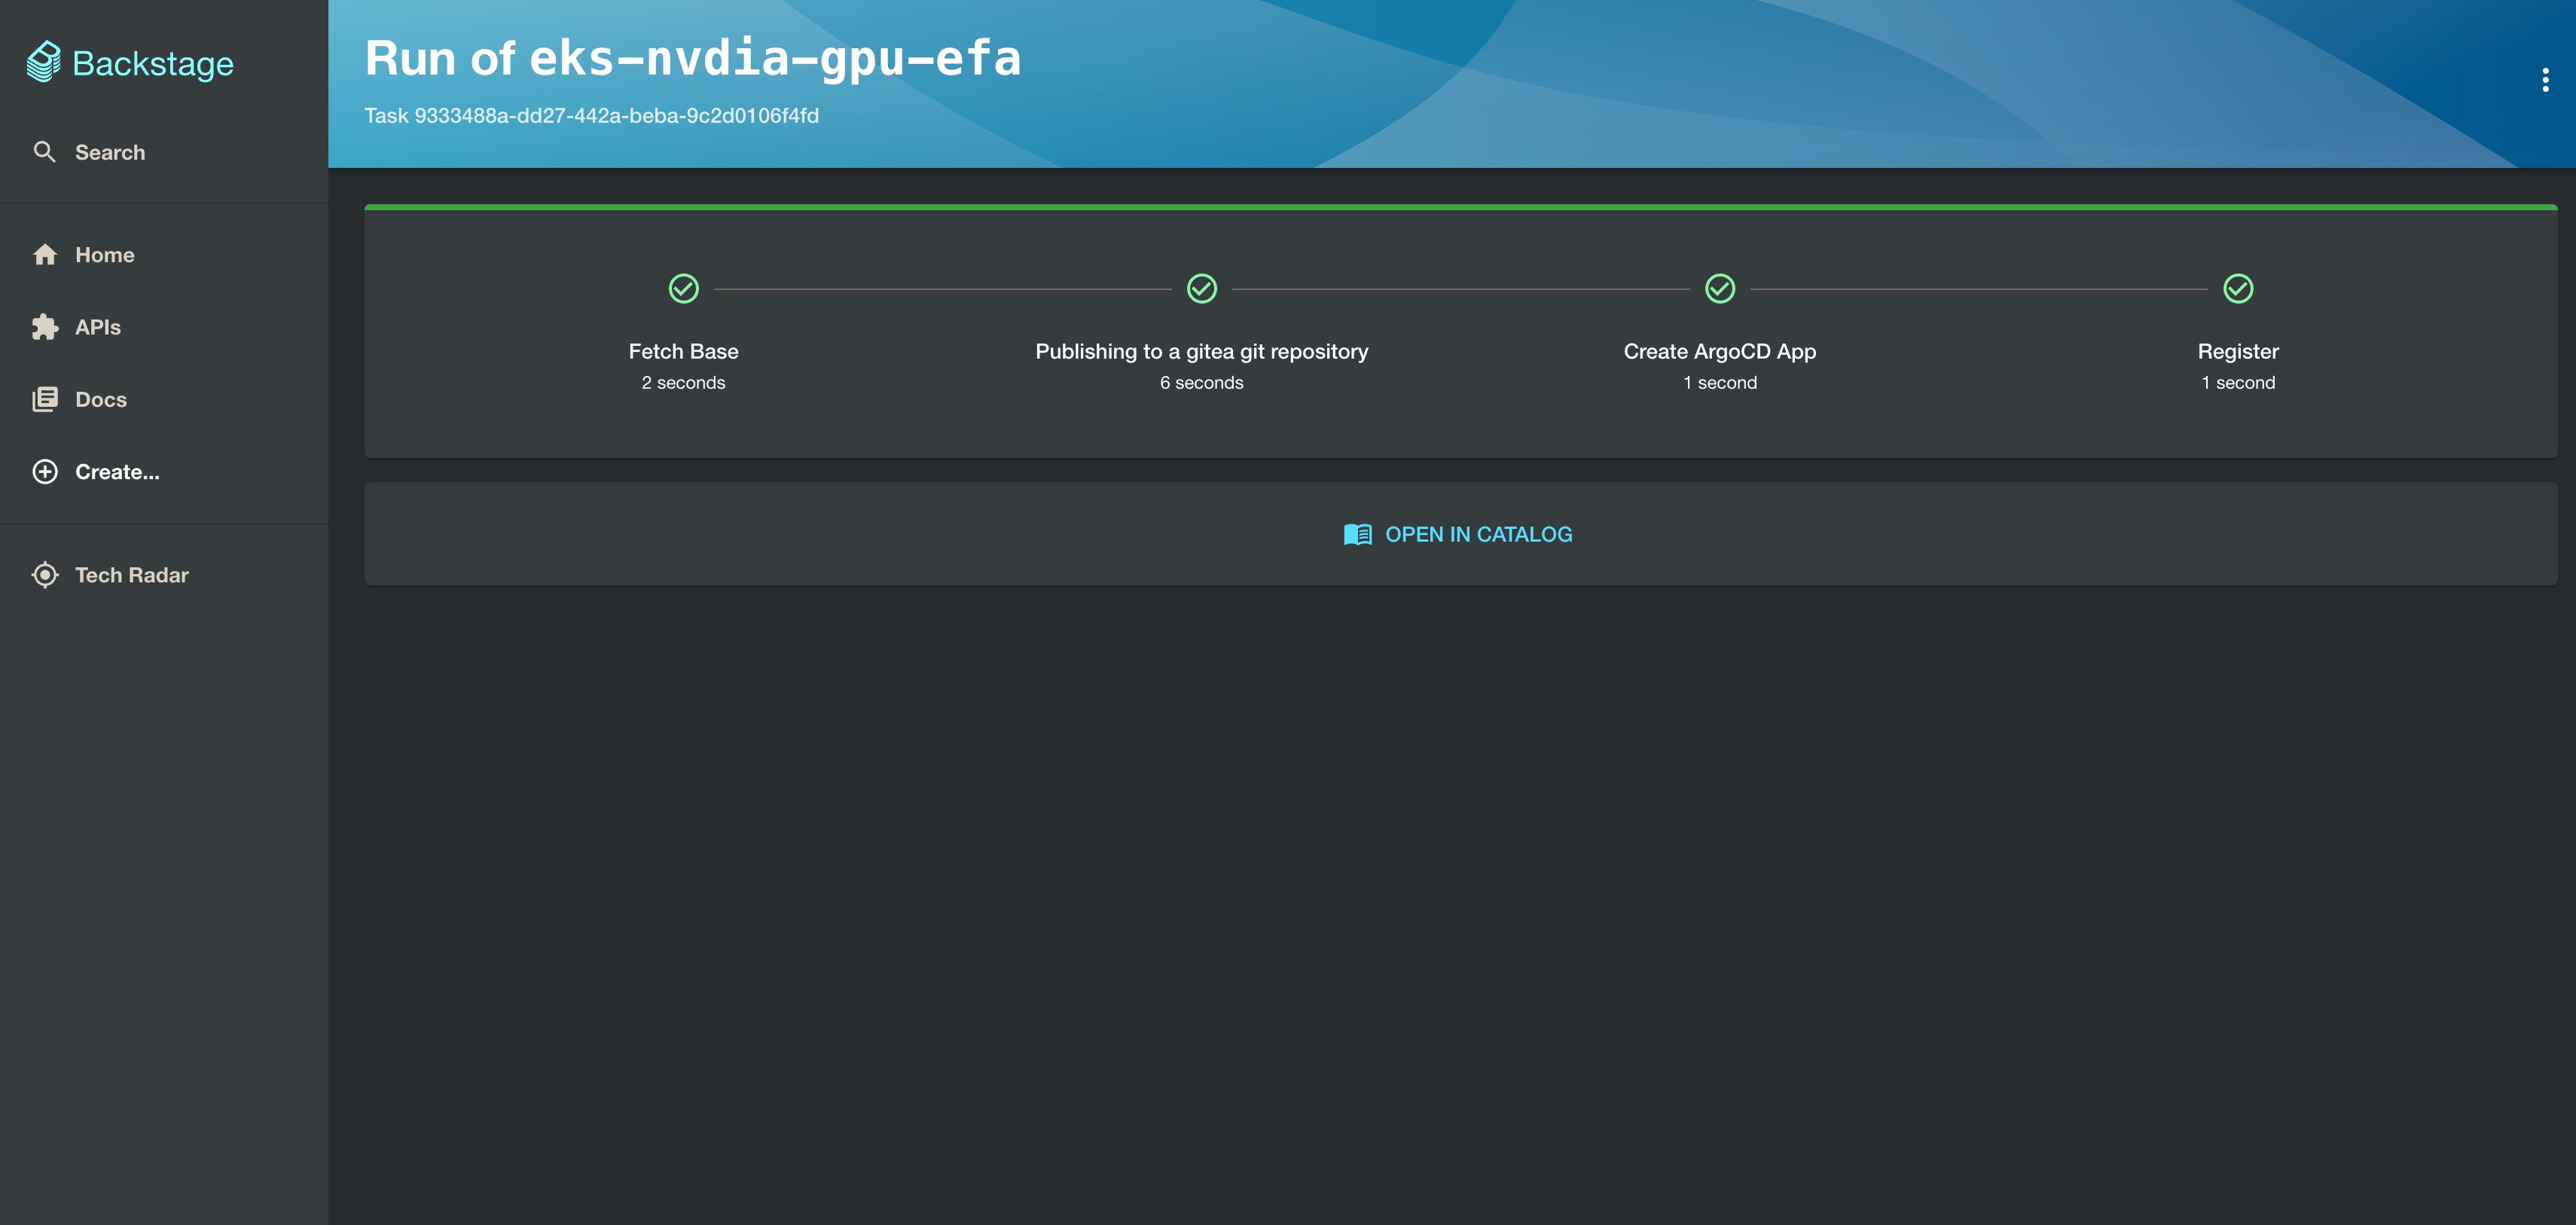 Backstage
Search
Home
APIs
Docs
Create...
Tech Radar
Run of eks-nvdia-gpu-efa
Task 9333488a-dd27-442a-beba-9c2d0106f4fd
Fetch Base
2 seconds
Publishing to a gitea git repository
6 seconds
Create ArgoCD App
1 second
Register
1 second
OPEN IN CATALOG